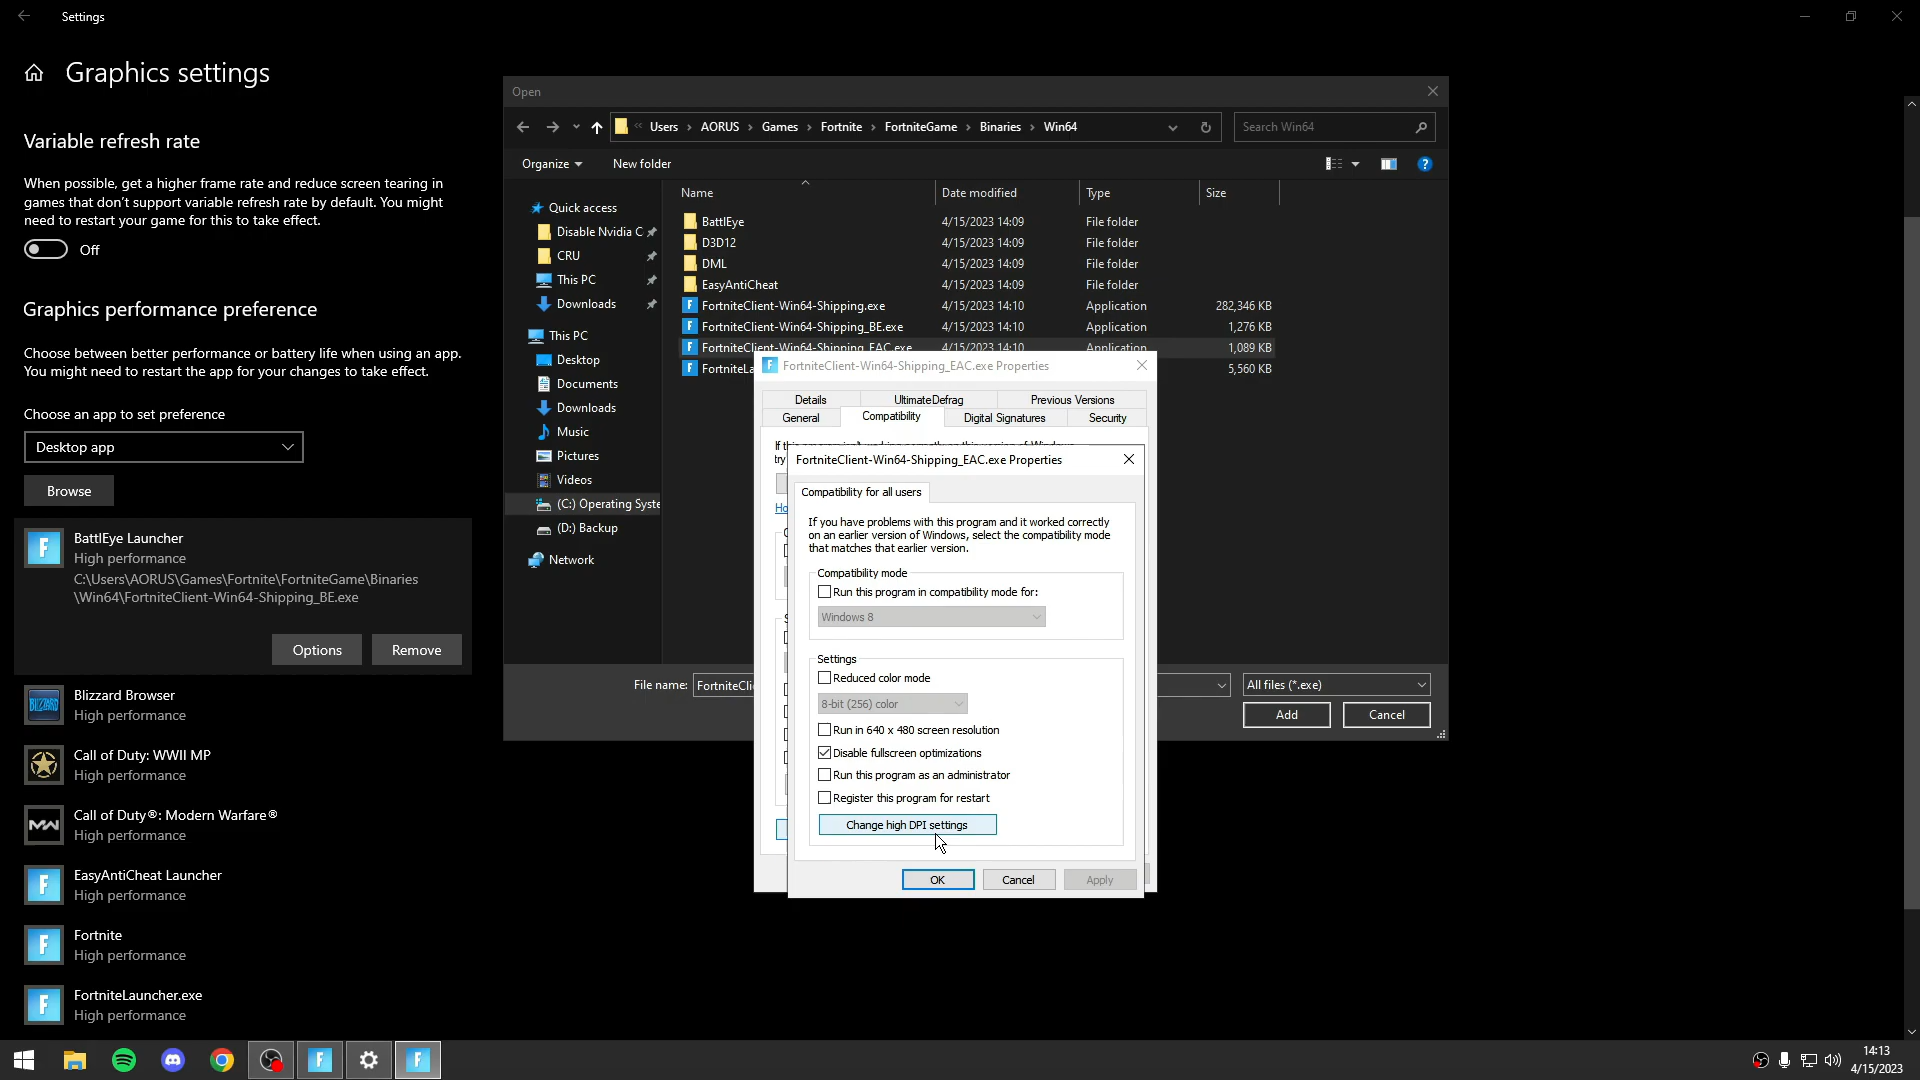 Settings
Graphics settings
Variable refresh rate
When possible, get a higher frame rate and reduce screen tearing in
games that don't support variable refresh rate by default. You might
need to restart your game for this to take effect.
Off
Graphics performance preference
Choose between better performance or battery life when using an app.
You might need to restart the app for your changes to take effect.
Choose an app to set preference
Desktop app
Browse
BattlEye Launcher
High performance
C:\Users\AORUS\Games\Fortnite\FortniteGame\Binaries
\Win64\FortniteClient-Win64-Shipping_BE.exe
Options Remove
Blizzard Browser
High performance
Call of Duty: WWII MP
High performance
Call of Duty®: Modern Warfare®
High performance
EasyAntiCheat Launcher
High performance
Fortnite
High performance
FortniteLauncher.exe
High performance
Open
Users > AORUS > Games > Fortnite > FortniteGame > Binaries > Win64
Search Win64
Organize New folder
Name Date modified Type Size
Quick access
Disable Nvidia C
CRU
This PC
Downloads
This PC
Desktop
Documents
Downloads
Music
Pictures
Videos
(C:) Operating Syste
(D:) Backup
Network
BattlEye 4/15/2023 14:09 File folder
D3D12 4/15/2023 14:09 File folder
DML 4/15/2023 14:09 File folder
EasyAntiCheat 4/15/2023 14:09 File folder
FortniteClient-Win64-Shipping.exe 4/15/2023 14:10 Application 282,346 KB
FortniteClient-Win64-Shipping_BE.exe 4/15/2023 14:10 Application 1,276 KB
FortniteClient-Win64-Shipping_EAC.exe 4/15/2023 14:10 Application 1,089 KB
FortniteLa 5,560 KB
File name: FortniteCli
All files (*.exe)
Add Cancel
FortniteClient-Win64-Shipping_EAC.exe Properties
Details UltimateDefrag Previous Versions
General Compatibility Digital Signatures Security
try
FortniteClient-Win64-Shipping_EAC.exe Properties
Compatibility for all users
If you have problems with this program and it worked correctly
on an earlier version of Windows, select the compatibility mode
that matches that earlier version.
Compatibility mode
Run this program in compatibility mode for:
Windows 8
Settings
Reduced color mode
8-bit (256) color
Run in 640 x 480 screen resolution
Disable fullscreen optimizations
Run this program as an administrator
Register this program for restart
Change high DPI settings
OK Cancel Apply
14:13
4/15/2023